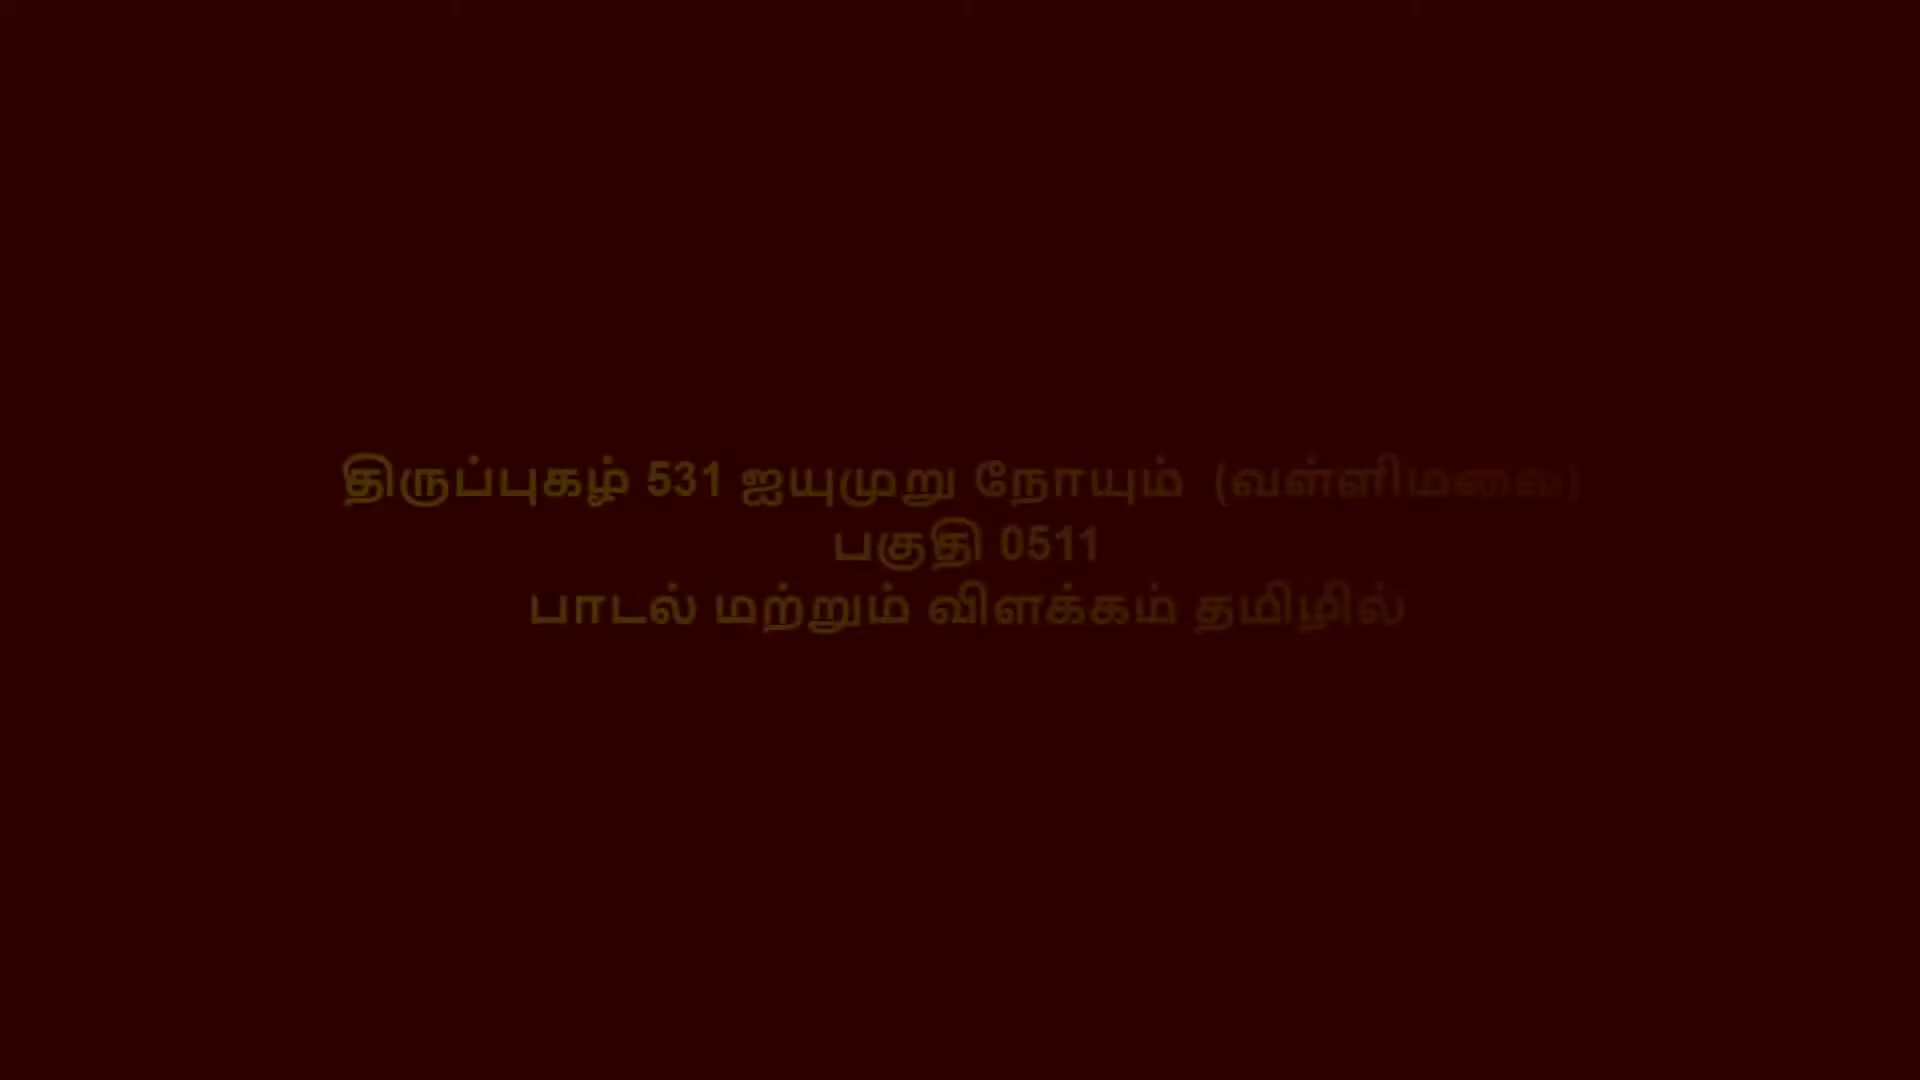 திருப்புகழ் 531 ஐயுமுறு நோயும் (வள்ளிமலை)
பகுதி 0511
பாடல் மற்றும் விளக்கம் தமிழில்